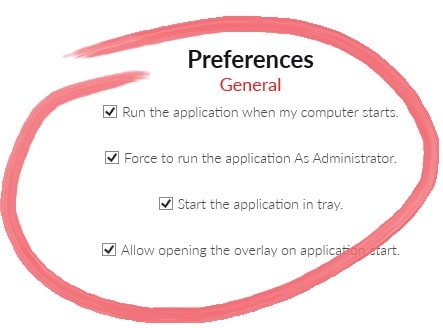 Preferences
General
Run the application when my computer starts.
Force to run the application As Administrator.
Start the application in tray.
Allow opening the overlay on application start.